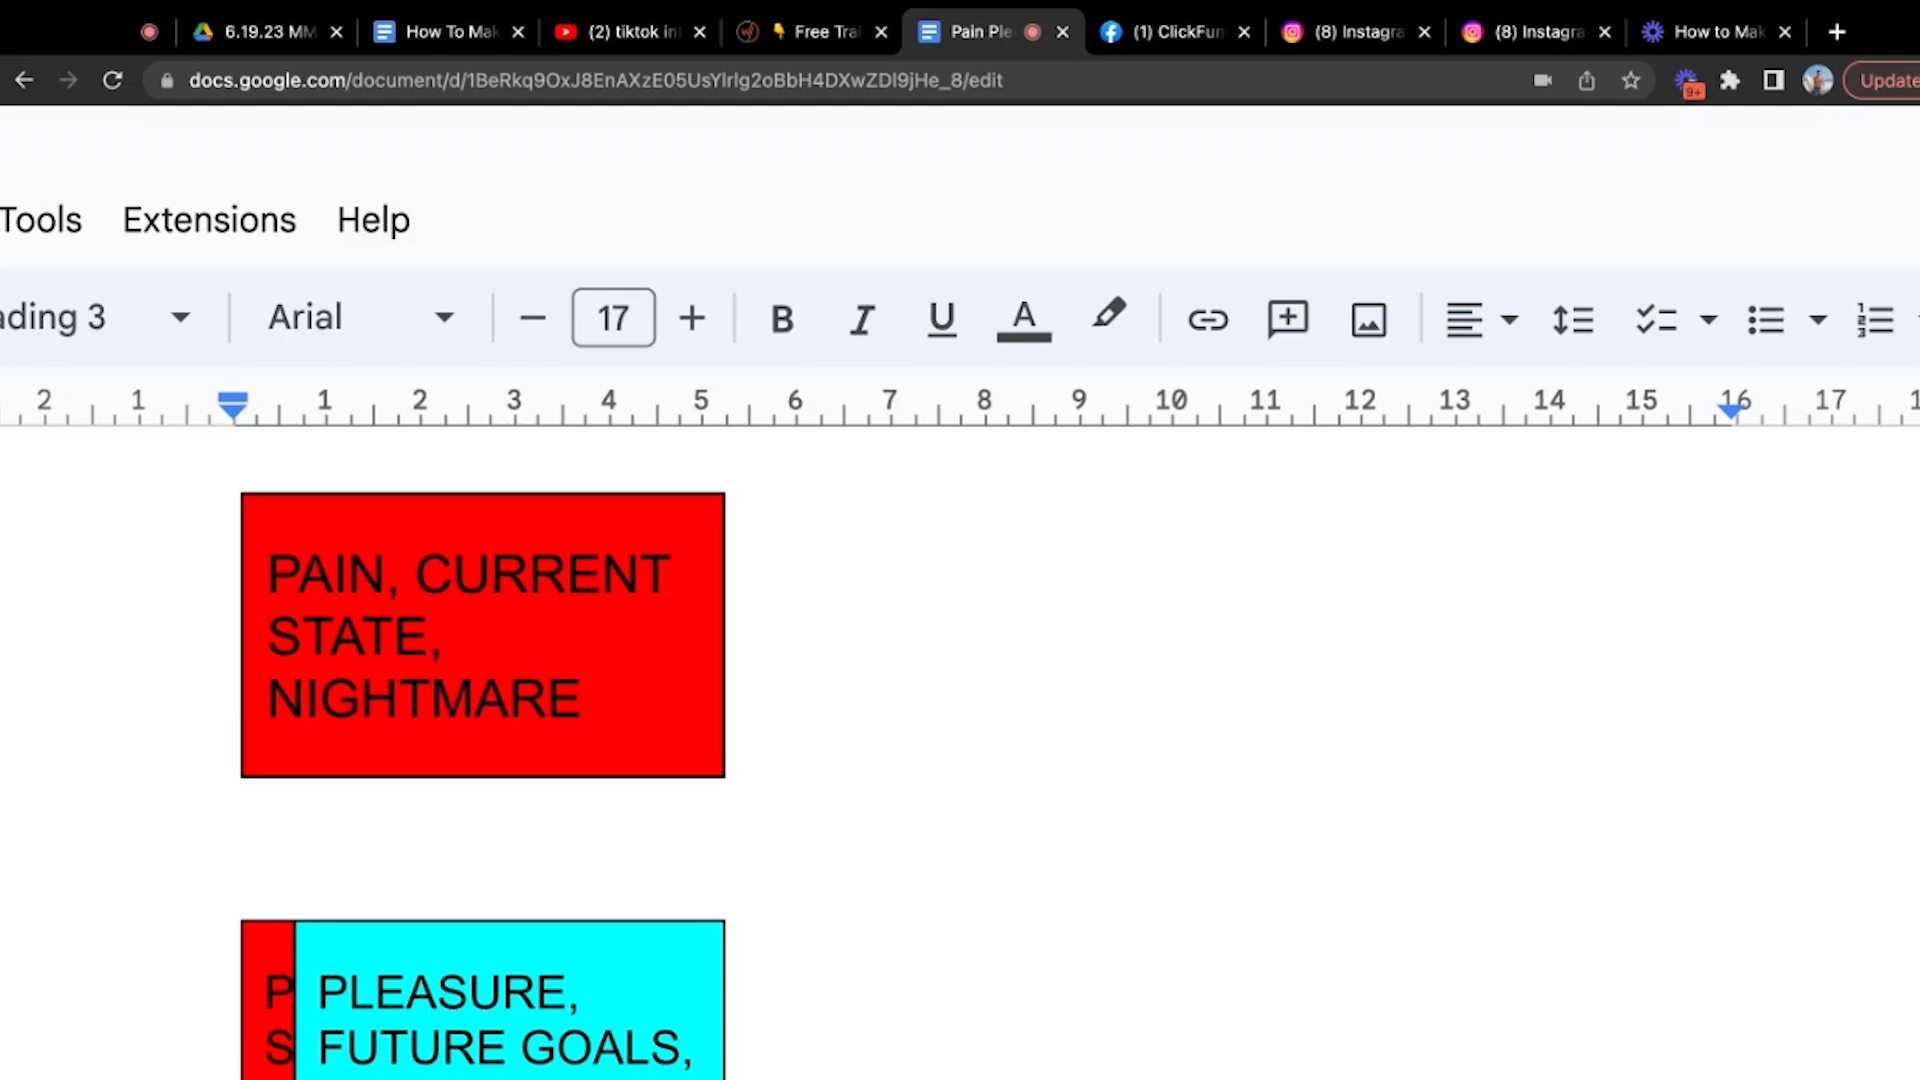 6.19.23 MM
How To Mak
(2) tiktok int
Free Trai
Pain Ple
(1) ClickFun
(8) Instagra
(8) Instagra
How to Mak
docs.google.com/document/d/1BeRkq9OxJ8EnAXzE05UsYlrlg2oBbH4DXwZDl9jHe_8/edit
9+
Update
Tools Extensions Help
ading 3
Arial
17
B I U A
2 1 1 2 3 4 5 6 7 8 9 10 11 12 13 14 15 16 17
PAIN, CURRENT
STATE,
NIGHTMARE
P
PLEASURE,
S
FUTURE GOALS,